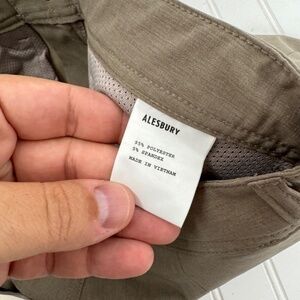 ALESBURY
95% POLYESTER
5% SPANDEX
MADE IN VIETNAM